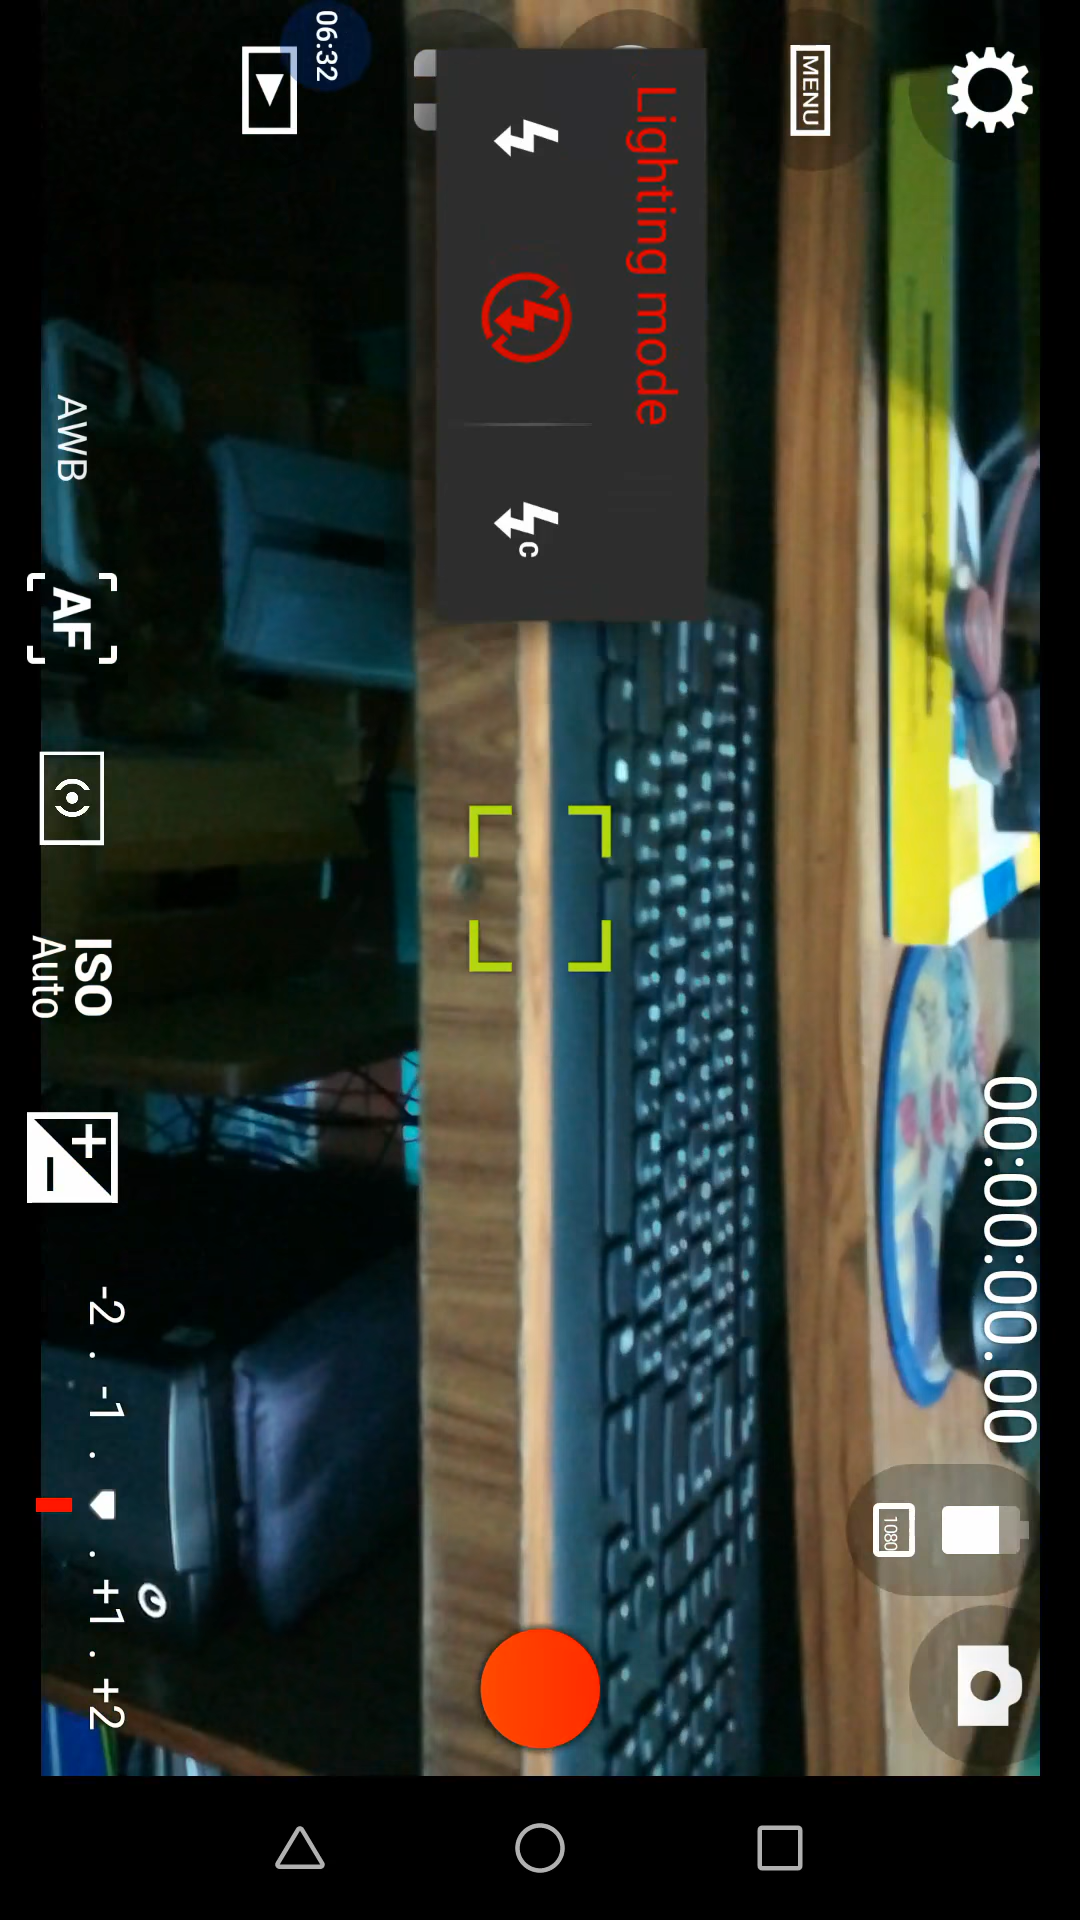 06:32
MENU
Lighting mode
C
AWB
AF
ISO
Auto
-2 . -1 . . +1 . +2
00:00:00.00
1080